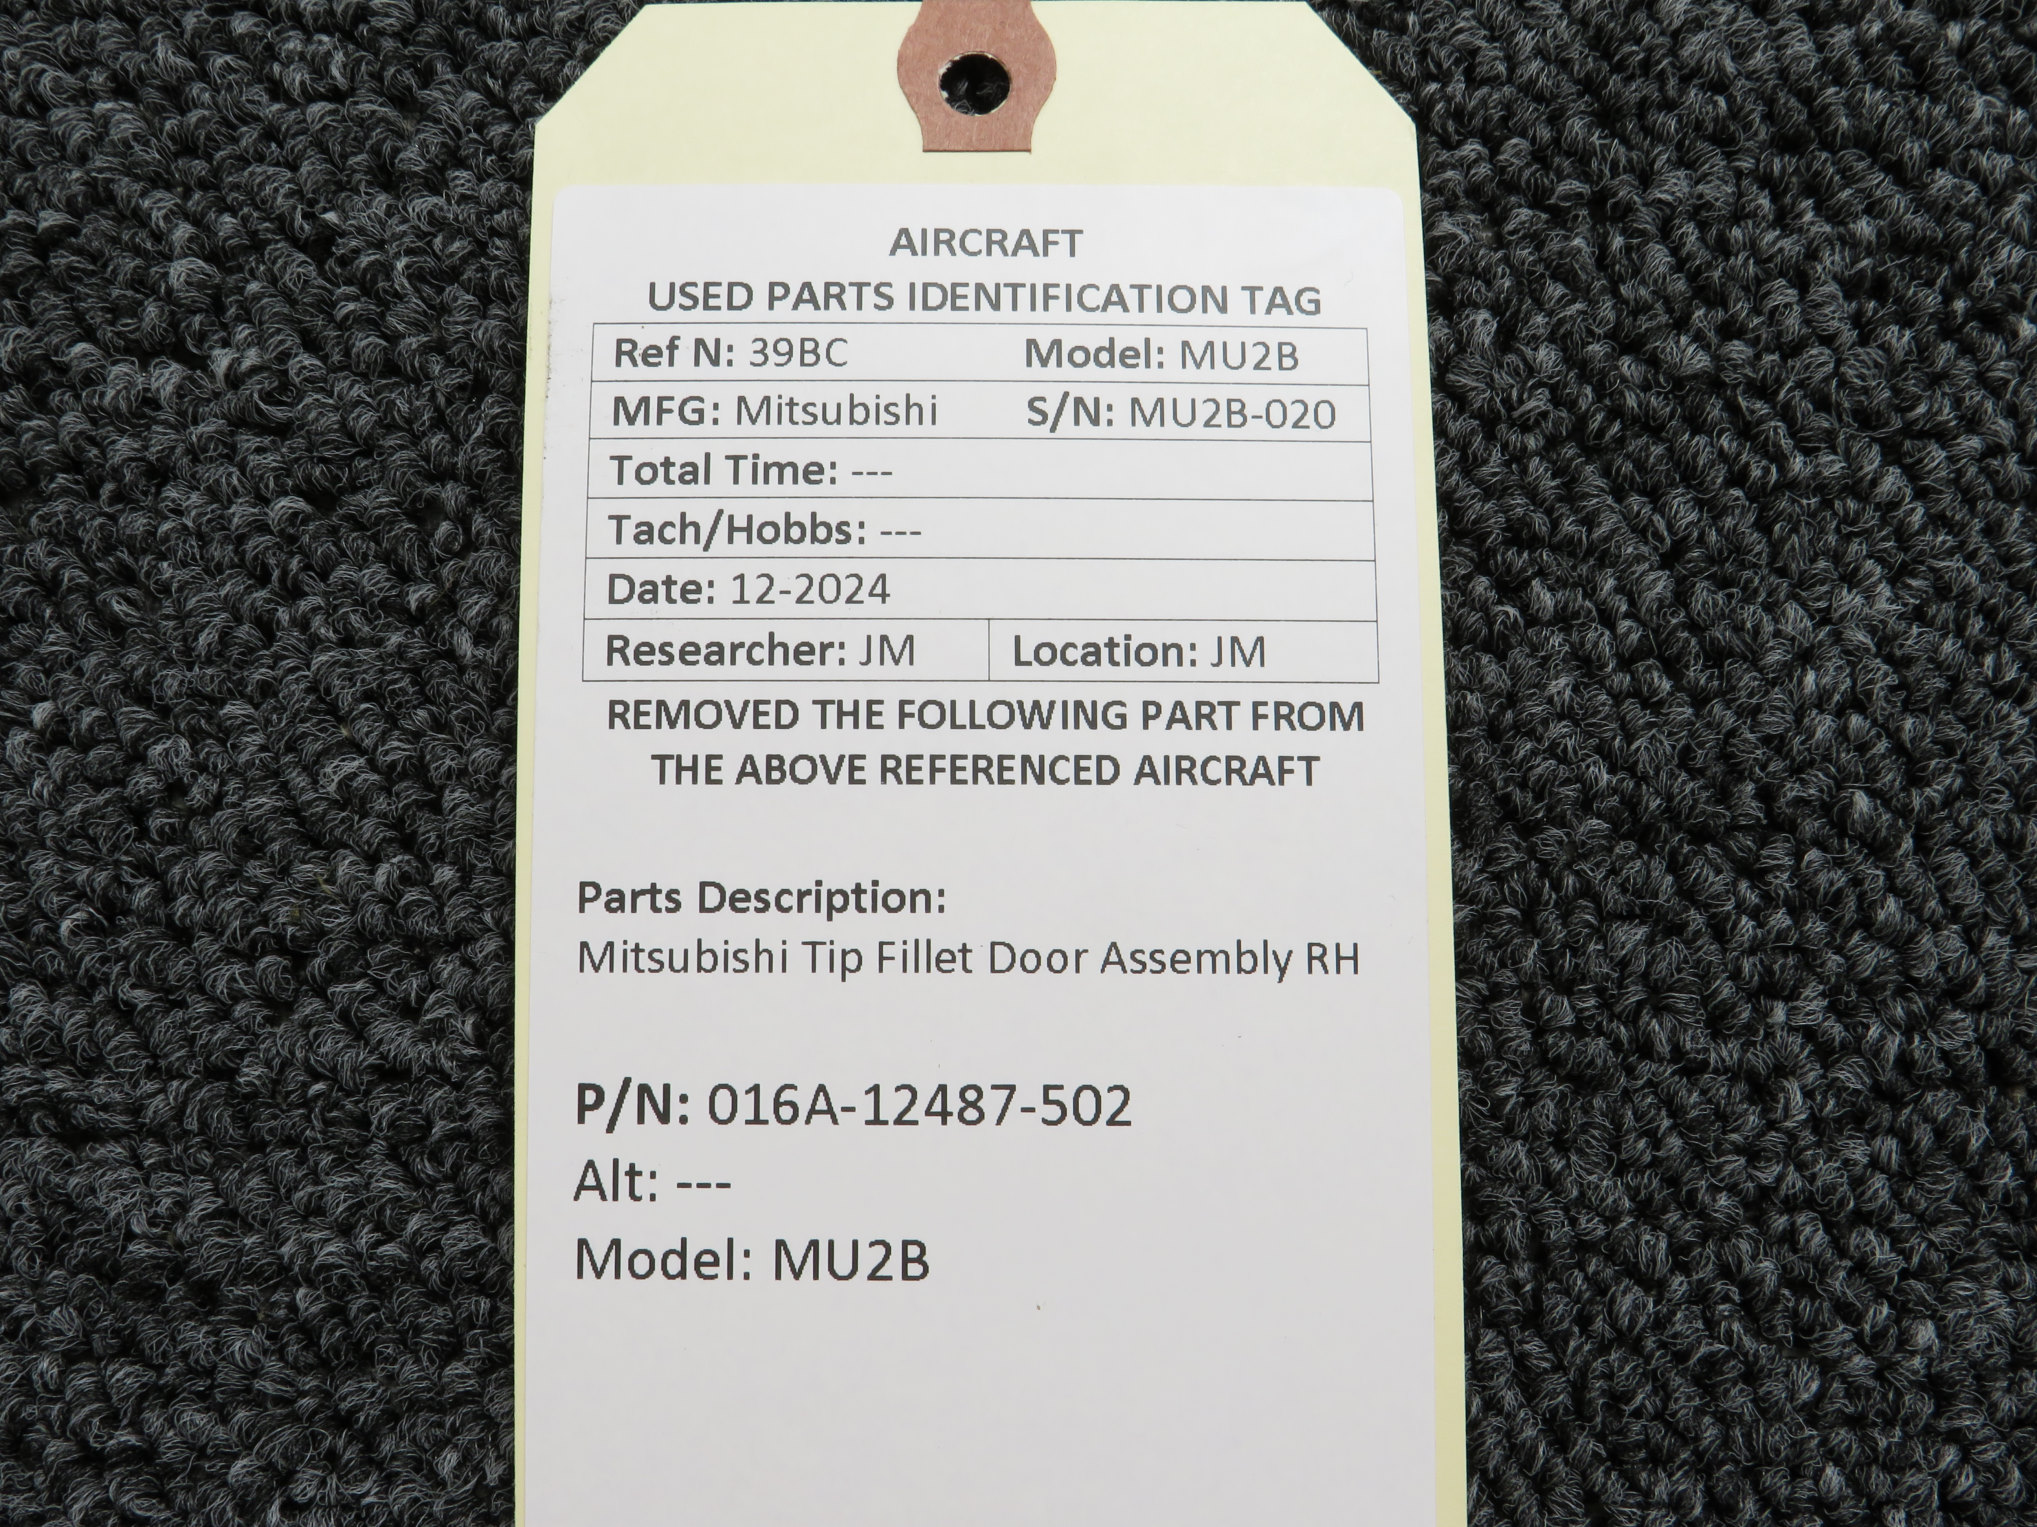 AIRCRAFT
USED PARTS IDENTIFICATION TAG
Ref N: 39BC Model: MU2B
MFG: Mitsubishi S/N: MU2B-020
Total Time: ---
Tach/Hobbs: ---
Date: 12-2024
Researcher: JM Location: JM
REMOVED THE FOLLOWING PART FROM
THE ABOVE REFERENCED AIRCRAFT
Parts Description:
Mitsubishi Tip Fillet Door Assembly RH
P/N: 016A-12487-502
Alt: ---
Model: MU2B